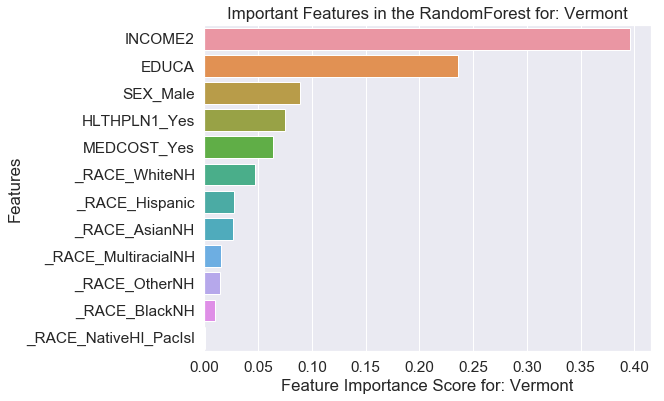 Important Features in the RandomForest for: Vermont
INCOME2
EDUCA
SEX_Male
HLTHPLN1_Yes
MEDCOST_Yes
_RACE_WhiteNH
_RACE_Hispanic
_RACE_AsianNH
_RACE_MultiracialNH
_RACE_OtherNH
_RACE_BlackNH
_RACE_NativeHI_PacIsl
Features
0.00 0.05 0.10 0.15 0.20 0.25 0.30 0.35 0.40
Feature Importance Score for: Vermont